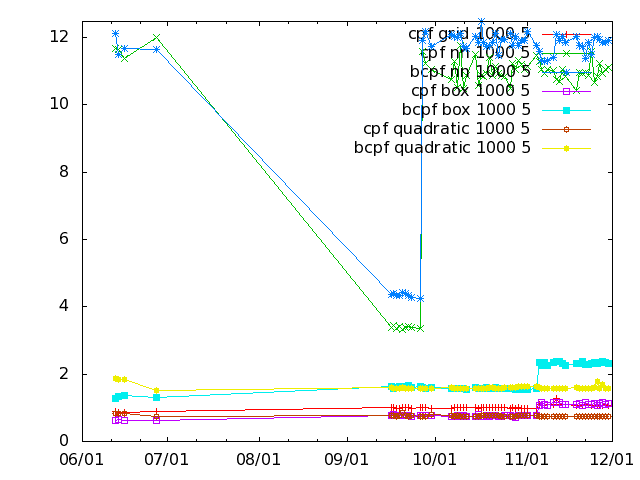 12
10
8
6
4
2
0
06/01 07/01 08/01 09/01 10/01 11/01 12/01
cpf grid 1000 5
cpf nn 1000 5
bcpf nn 1000 5
cpf box 1000 5
bcpf box 1000 5
cpf quadratic 1000 5
bcpf quadratic 1000 5